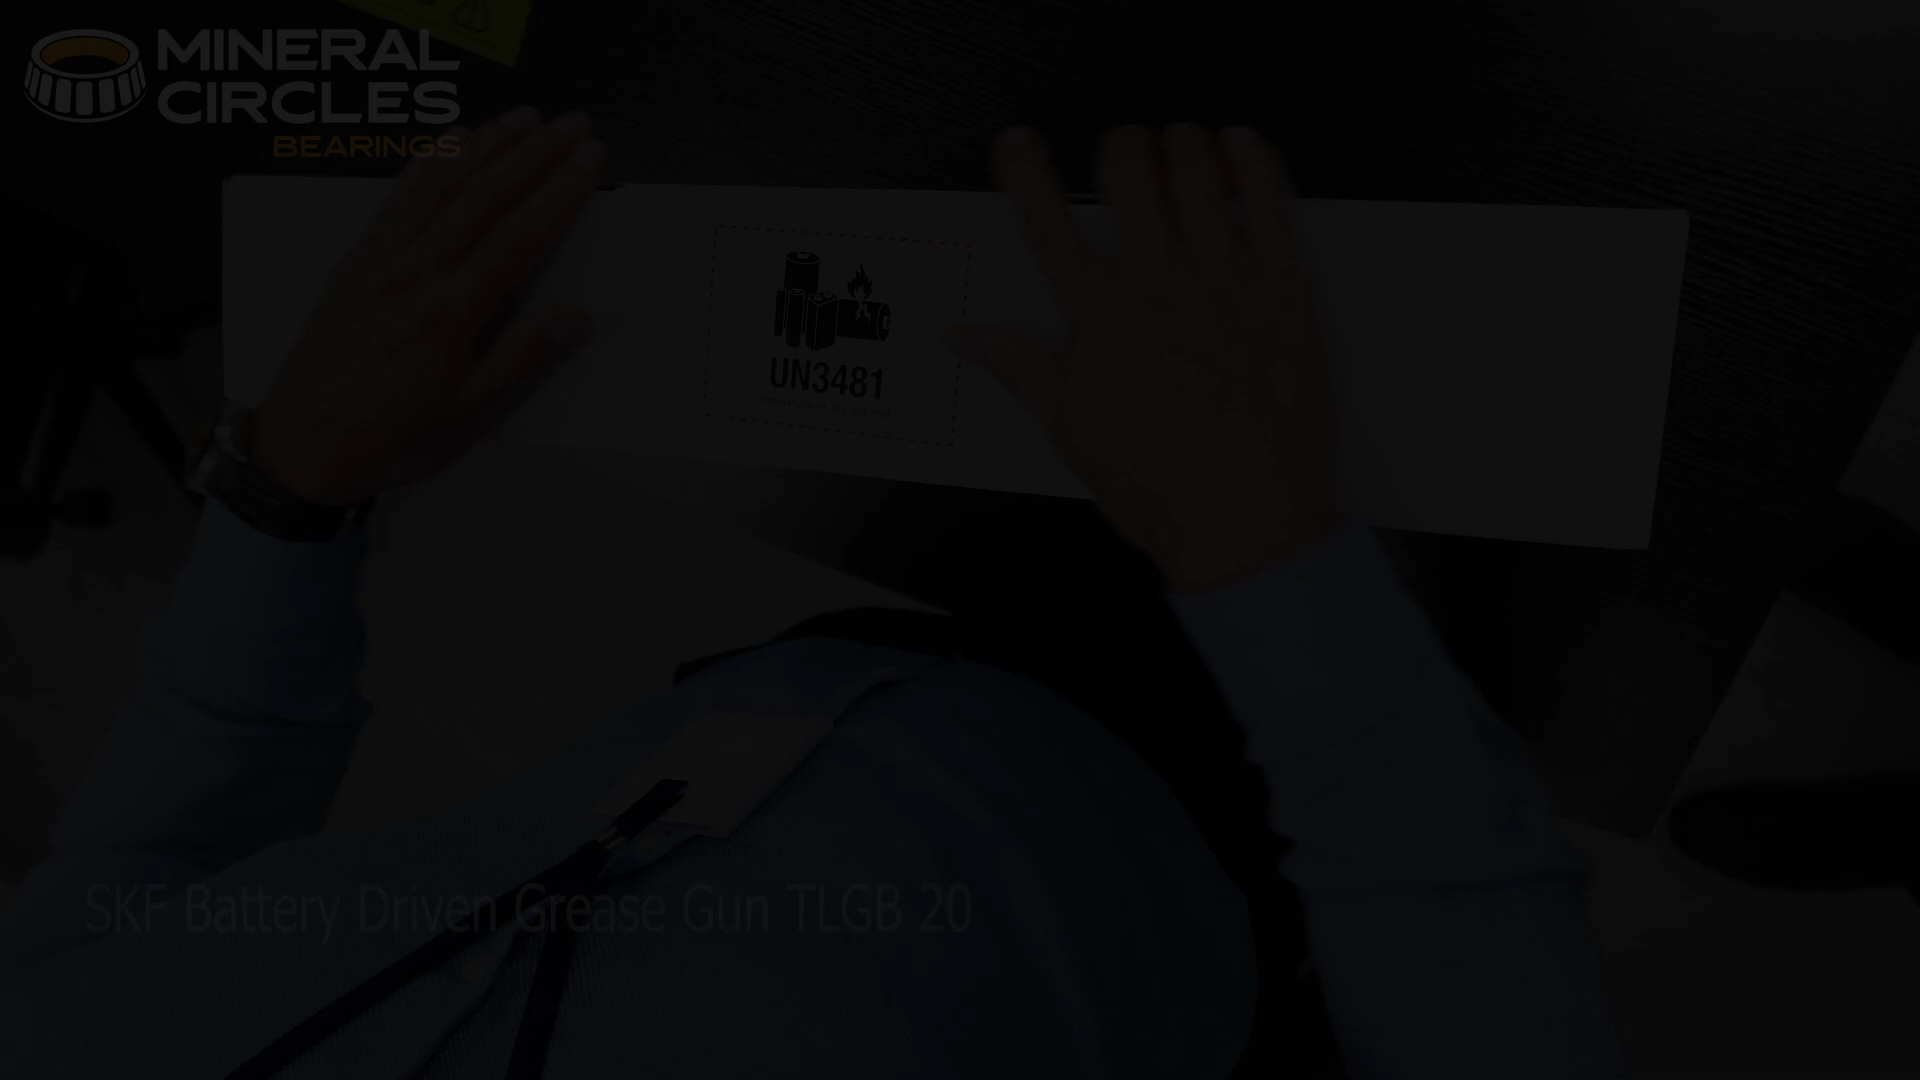 MINERAL
CIRCLES
BEARINGS
UN3481
SKF Battery Driven Grease Gun TLGB 20